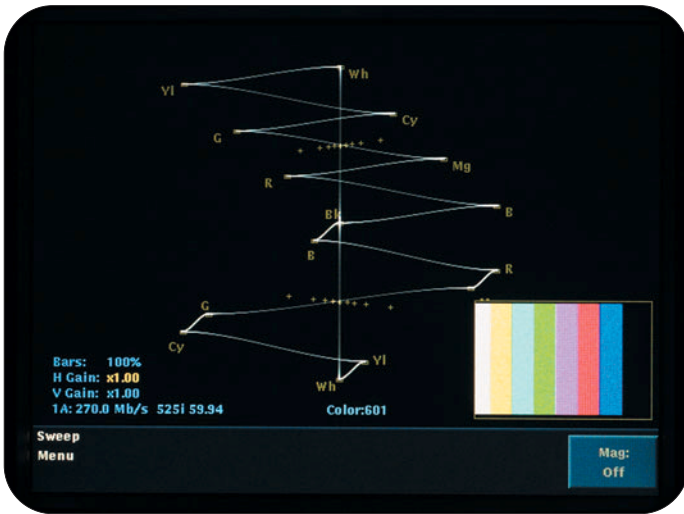 Wh
Yl
Cy
G
Mg
R
B
Bk
B
R
G
Cy
Yl
Wh
Bars: 100%
H Gain: x1.00
V Gain: x1.00
1A: 270.0 Mb/s 525i 59.94
Color:601
Sweep
Menu
Mag:
Off